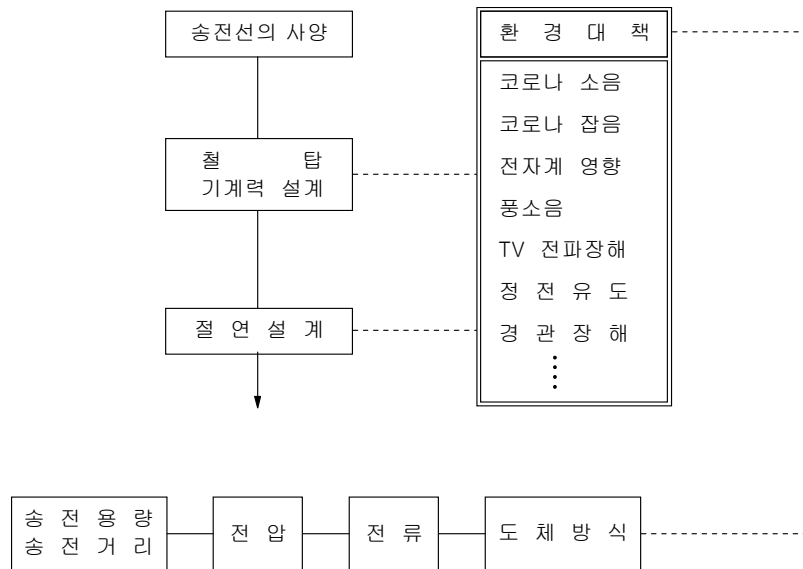 송전선의 사양
철 탑
기계력 설계
절 연 설 계
환 경 대 책
코로나 소음
코로나 잡음
전자계 영향
풍소음
TV 전파장해
정 전 유 도
경 관 장 해
송 전 용 량
송 전 거 리
전 압
전 류
도 체 방 식